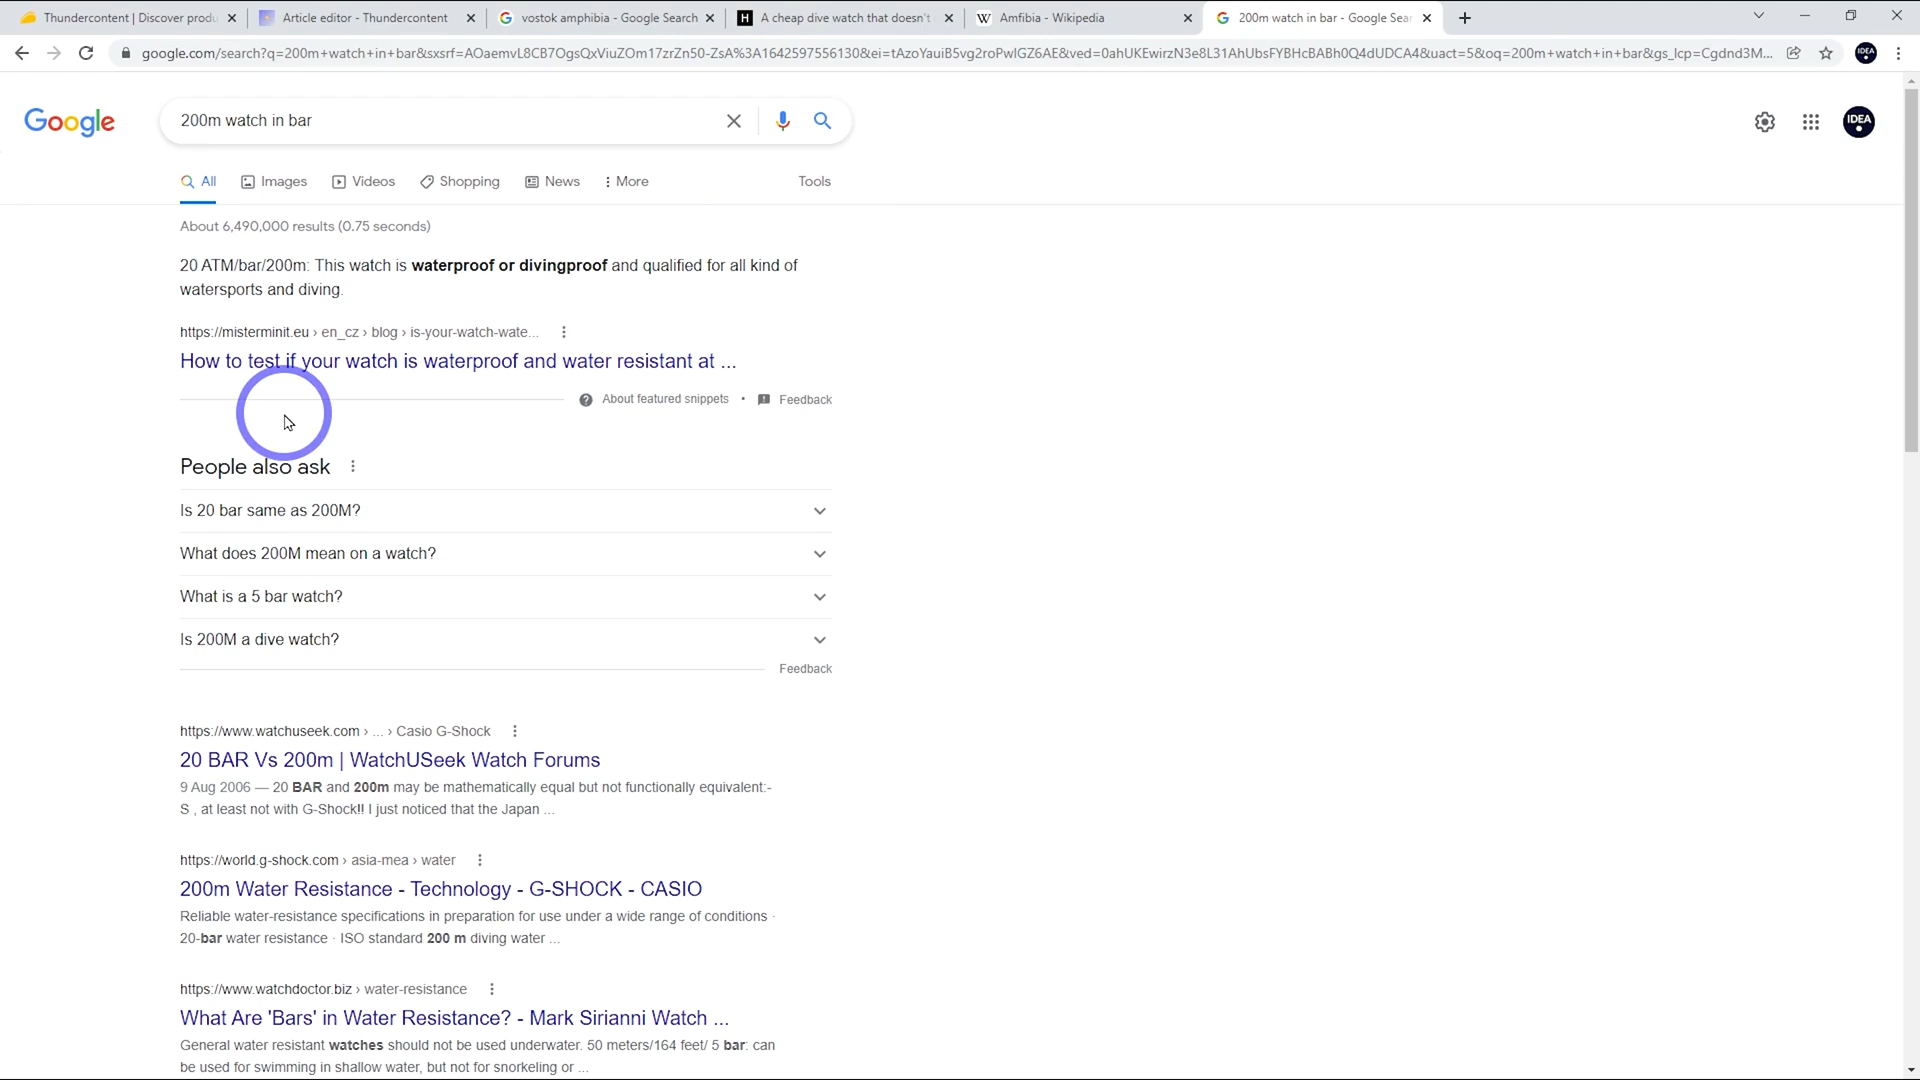 Thundercontent | Discover produ
Article editor - Thundercontent
vostok amphibia - Google Search
A cheap dive watch that doesn't
Amfibia - Wikipedia
200m watch in bar - Google Sear
google.com/search?q=200m+watch+in+bar&sxsrf=AOaemvL8CB7OgsQxViuZOm17zrZn50-ZsA%3A1642597556130&ei=tAzoYauiB5vg2roPwlGZ6AE&ved=0ahUKEwirzN3e8L31AhUbsFYBHcBABh0Q4dUDCA4&uact=5&oq=200m+watch+in+bar&gs_lcp=Cgdnd3M...
IDEA
Google
200m watch in bar
IDEA
All
Images
Videos
Shopping
News
More
Tools
About 6,490,000 results (0.75 seconds)
20 ATM/bar/200m: This watch is waterproof or divingproof and qualified for all kind of
watersports and diving.
https://misterminit.eu › en_cz › blog › is-your-watch-wate...
How to test if your watch is waterproof and water resistant at ...
About featured snippets • Feedback
People also ask
Is 20 bar same as 200M?
What does 200M mean on a watch?
What is a 5 bar watch?
Is 200M a dive watch?
Feedback
https://www.watchuseek.com › ... › Casio G-Shock
20 BAR Vs 200m | WatchUSeek Watch Forums
9 Aug 2006 — 20 BAR and 200m may be mathematically equal but not functionally equivalent:-
S , at least not with G-Shock!! I just noticed that the Japan ...
https://world.g-shock.com › asia-mea › water
200m Water Resistance - Technology - G-SHOCK - CASIO
Reliable water-resistance specifications in preparation for use under a wide range of conditions ·
20-bar water resistance · ISO standard 200 m diving water ...
https://www.watchdoctor.biz › water-resistance
What Are 'Bars' in Water Resistance? - Mark Sirianni Watch ...
General water resistant watches should not be used underwater. 50 meters/164 feet/ 5 bar: can
be used for swimming in shallow water, but not for snorkeling or ...